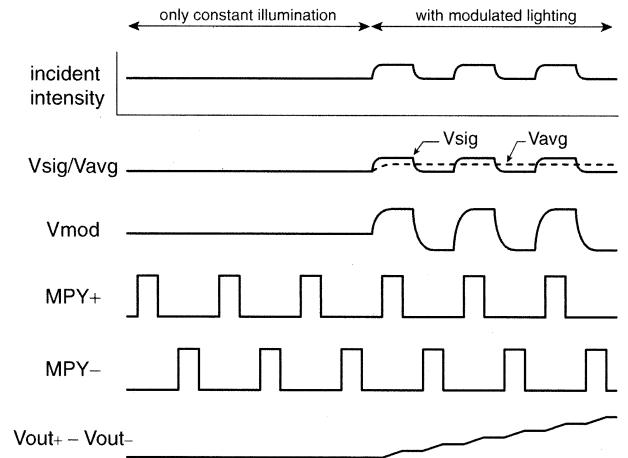 only constant illumination
with modulated lighting
incident
intensity
Vsig
Vavg
Vsig/Vavg
Vmod
MPY+
MPY−
Vout+ − Vout−